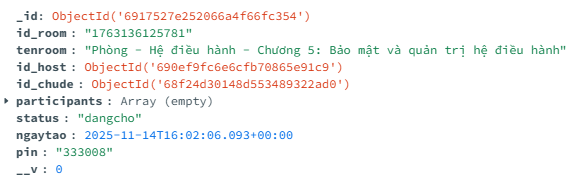 _id: ObjectId('6917527e252066a4f66fc354')
id_room : "1763136125781"
tenroom : "Phòng - Hệ điều hành - Chương 5: Bảo mật và quản trị hệ điều hành"
id_host : ObjectId('690ef9fc6e6cfb70865e91c9')
id_chude : ObjectId('68f24d30148d553489322ad0')
participants : Array (empty)
status : "dangcho"
ngaytao : 2025-11-14T16:02:06.093+00:00
pin : "333008"
__v : 0